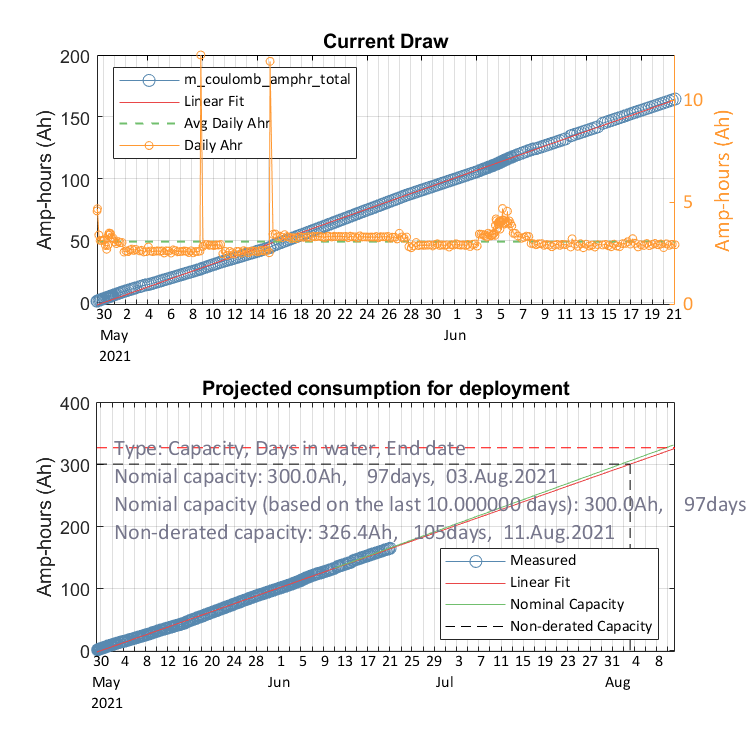 Current Draw
200
150
100
50
0
Amp-hours (Ah)
m_coulomb_amphr_total
Linear Fit
Avg Daily Ahr
Daily Ahr
10
5
0
Amp-hours (Ah)
30 2 4 6 8 10 12 14 16 18 20 22 24 26 28 30 1 3 5 7 9 11 13 15 17 19 21
May Jun
2021
Projected consumption for deployment
400
300
200
100
0
Amp-hours (Ah)
Type: Capacity, Days in water, End date
Nomial capacity: 300.0Ah, 97days, 03.Aug.2021
Nomial capacity (based on the last 10.000000 days): 300.0Ah, 97days
Non-derated capacity: 326.4Ah, 105days, 11.Aug.2021
Measured
Linear Fit
Nominal Capacity
Non-derated Capacity
30 4 8 12 16 20 24 28 1 5 9 13 17 21 25 29 3 7 11 15 19 23 27 31 4 8
May Jun Jul Aug
2021